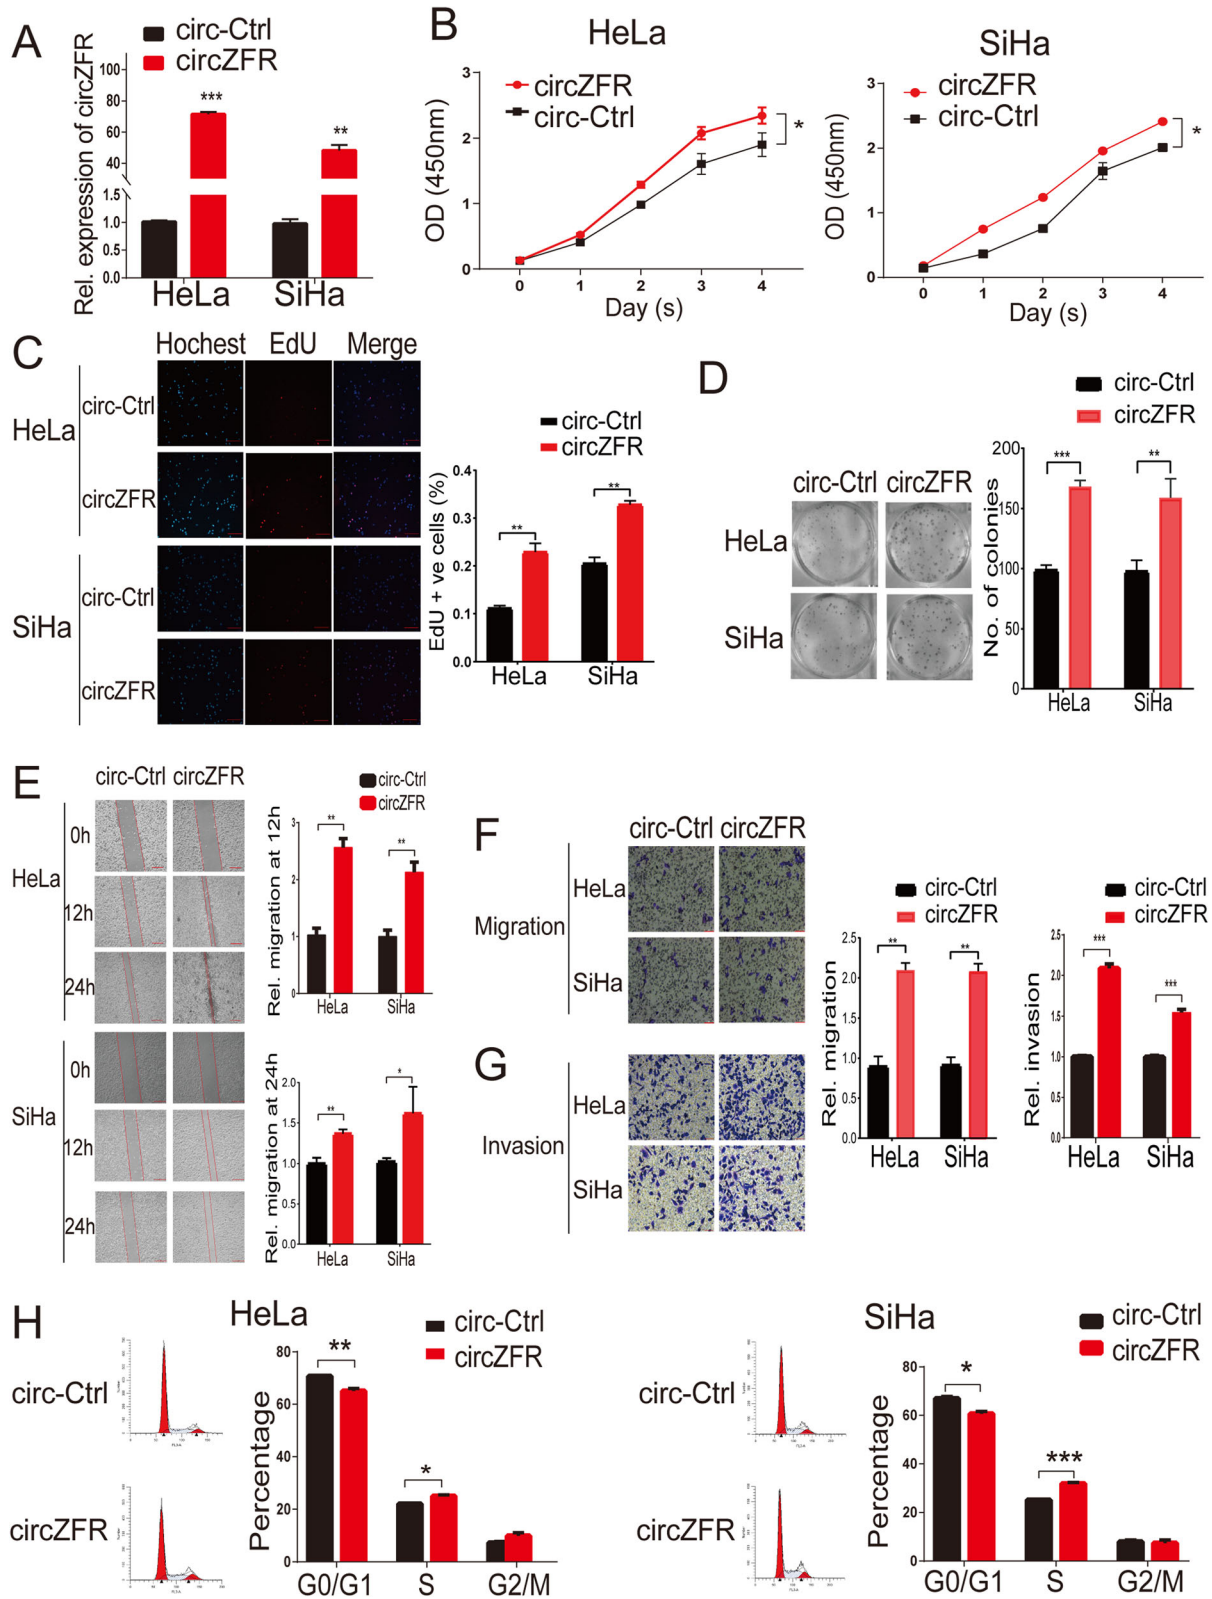 A
circ-Ctrl
circZFR
Rel. expression of circZFR
100
80
60
40
1.5
1.0
0.5
0.0
***
**
HeLa
SiHa
B
HeLa
circZFR
circ-Ctrl
OD (450nm)
3
2
1
0
*
0 1 2 3 4
Day (s)
SiHa
circZFR
circ-Ctrl
OD (450nm)
3
2
1
0
*
0 1 2 3 4
Day (s)
C
Hochest EdU Merge
HeLa
circ-Ctrl
circZFR
SiHa
circ-Ctrl
circZFR
circ-Ctrl
circZFR
EdU + ve cells (%)
0.4
0.3
0.2
0.1
0.0
**
**
HeLa
SiHa
D
circ-Ctrl circZFR
HeLa
SiHa
circ-Ctrl
circZFR
No. of colonies
200
150
100
50
0
***
**
HeLa
SiHa
E
circ-Ctrl circZFR
HeLa
0h
12h
24h
SiHa
0h
12h
24h
circ-Ctrl
circZFR
Rel. migration at 12h
3
2
1
0
**
**
HeLa
SiHa
Rel. migration at 24h
2.0
1.5
1.0
0.5
0.0
**
*
HeLa
SiHa
F
circ-Ctrl circZFR
Migration
HeLa
SiHa
G
Invasion
HeLa
SiHa
circ-Ctrl
circZFR
Rel. migration
2.5
2.0
1.5
1.0
0.5
0.0
**
**
HeLa
SiHa
circ-Ctrl
circZFR
Rel. invasion
2.5
2.0
1.5
1.0
0.5
0.0
***
***
HeLa
SiHa
H
HeLa
circ-Ctrl
circZFR
circ-Ctrl
circZFR
Percentage
80
60
40
20
0
**
*
G0/G1
S
G2/M
SiHa
circ-Ctrl
circZFR
circ-Ctrl
circZFR
Percentage
80
60
40
20
0
*
***
G0/G1
S
G2/M